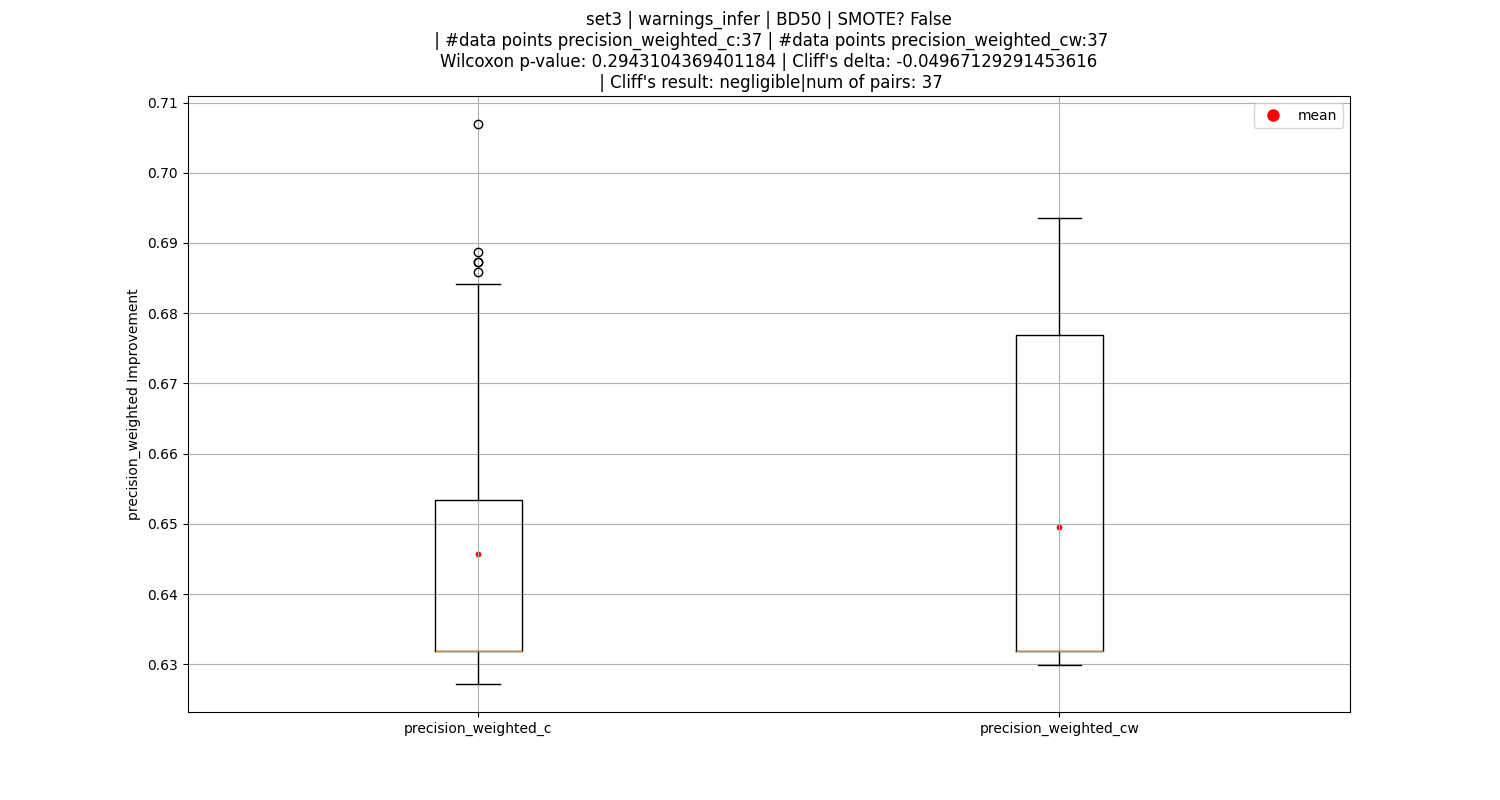 set3 | warnings_infer | BD50 | SMOTE? False
| #data points precision_weighted_c:37 | #data points precision_weighted_cw:37
Wilcoxon p-value: 0.2943104369401184 | Cliff's delta: -0.04967129291453616
| Cliff's result: negligible|num of pairs: 37
mean
0.71
0.70
0.69
0.68
0.67
0.66
0.65
0.64
0.63
precision_weighted Improvement
precision_weighted_c
precision_weighted_cw